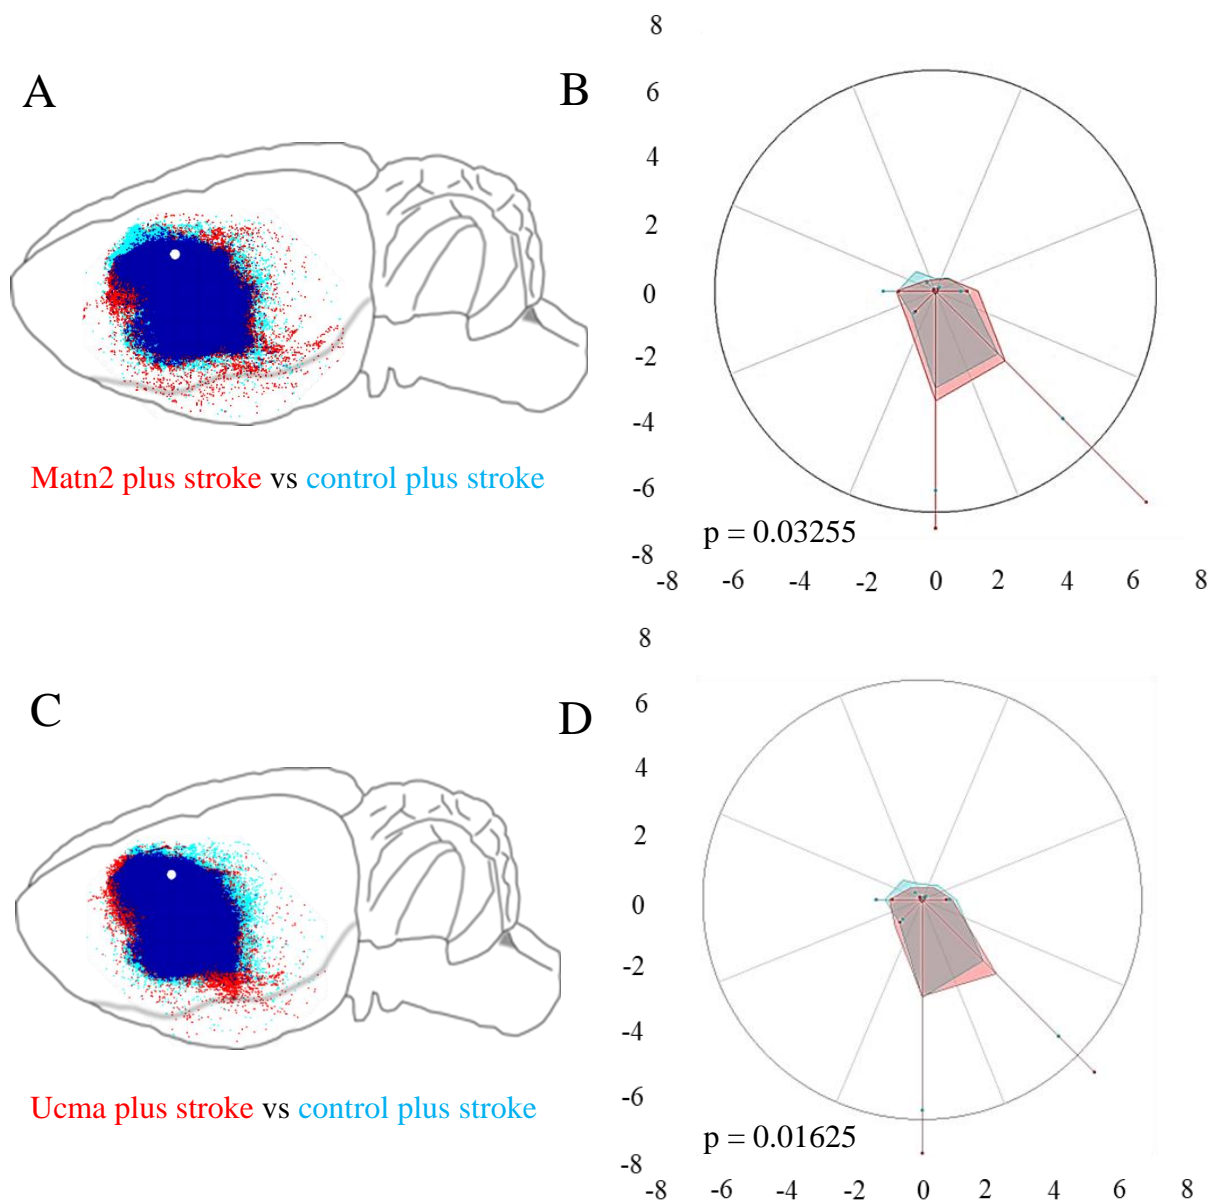 A
Matn2 plus stroke vs control plus stroke
B
8
6
4
2
0
-2
-4
-6
-8
p = 0.03255
-8 -6 -4 -2 0 2 4 6 8
C
Ucma plus stroke vs control plus stroke
D
8
6
4
2
0
-2
-4
-6
-8
p = 0.01625
-8 -6 -4 -2 0 2 4 6 8